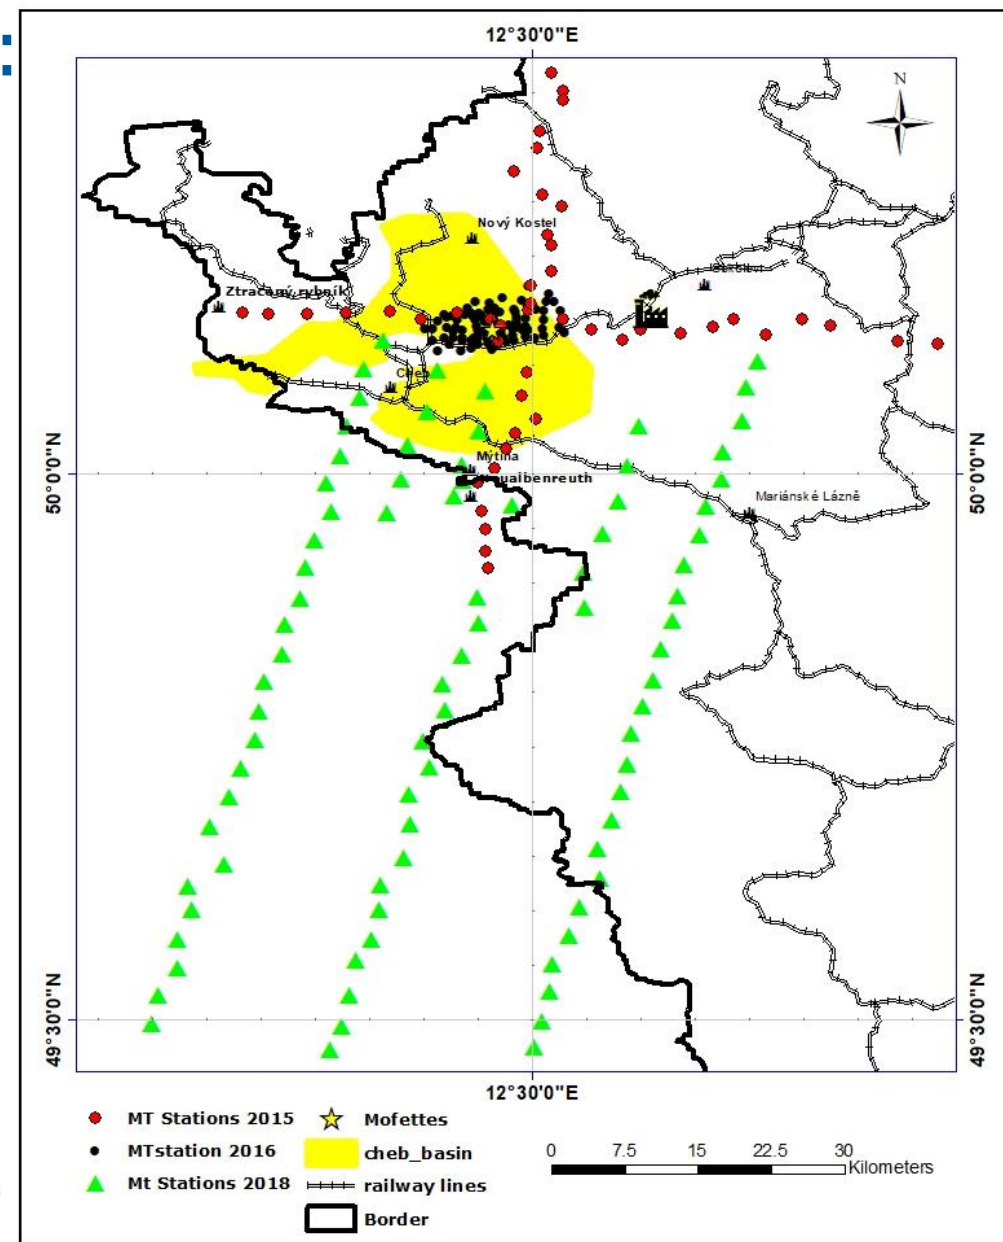 12°30'0"E
N
Nový Kostel
Ztracený rybník
Cheb
50°0'0"N
50°0'0"N
Mýtina
Mariánské Lázně
49°30'0"N
49°30'0"N
12°30'0"E
MT Stations 2015
Mofettes
MTstation 2016
cheb_basin
Mt Stations 2018
railway lines
Border
0 7.5 15 22.5 30
Kilometers